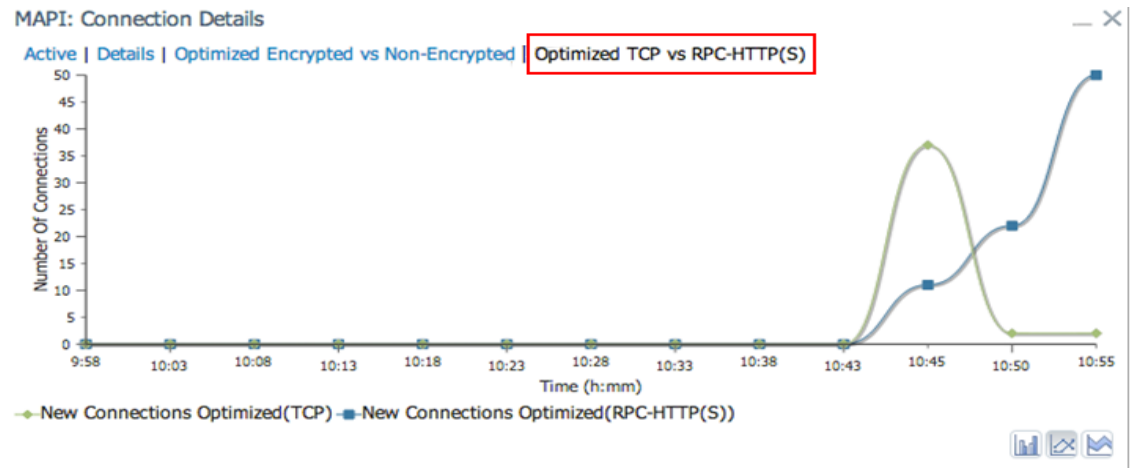 MAPI: Connection Details
Active | Details | Optimized Encrypted vs Non-Encrypted | Optimized TCP vs RPC-HTTP(S)
50
45
40
35
30
25
20
15
10
5
0
Number Of Connections
9:58 10:03 10:08 10:13 10:18 10:23 10:28 10:33 10:38 10:43 10:45 10:50 10:55
Time (h:mm)
New Connections Optimized(TCP) New Connections Optimized(RPC-HTTP(S))